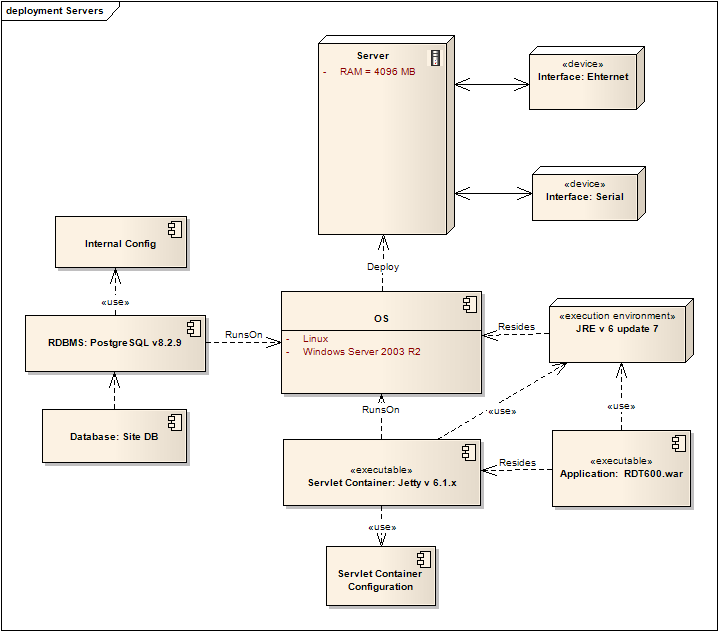 deployment Servers
Server
- RAM = 4096 MB
«device»
Interface: Ehternet
«device»
Interface: Serial
Internal Config
«use»
Deploy
RDBMS: PostgreSQL v8.2.9
RunsOn
OS
- Linux
- Windows Server 2003 R2
Resides
«execution environment»
JRE v 6 update 7
Database: Site DB
RunsOn
«use»
«use»
«executable»
Servlet Container: Jetty v 6.1.x
Resides
«executable»
Application: RDT600.war
«use»
Servlet Container
Configuration